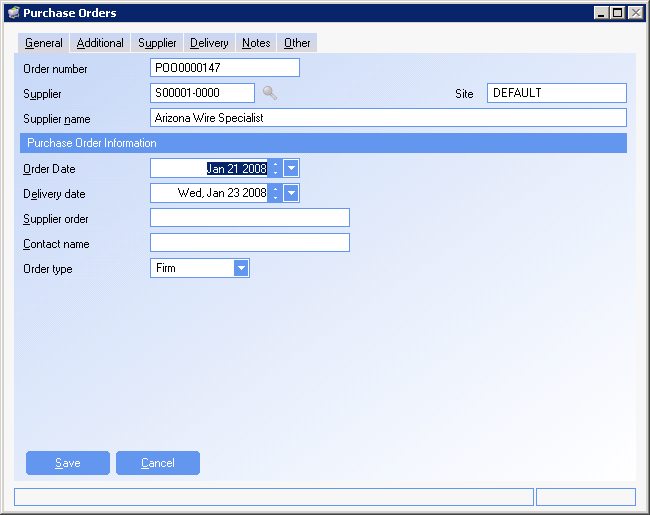 Purchase Orders
General Additional Supplier Delivery Notes Other
Order number POO0000147
Supplier S00001-0000 Site DEFAULT
Supplier name Arizona Wire Specialist
Purchase Order Information
Order Date Jan 21 2008
Delivery date Wed, Jan 23 2008
Supplier order
Contact name
Order type Firm
Save Cancel